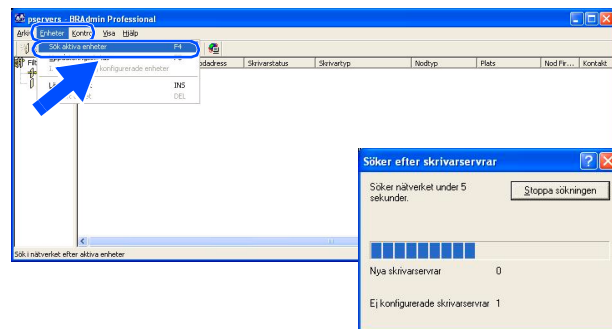 pservers - BRAdmin Professional
Enheter Kontro Visa Hjälp
Sök aktiva enheter F4
konfigurerade enheter
INS
DEL
Skrivarstatus Skrivartyp Nodtyp Plats Nod Fir... Kontakt
Sök i nätverket efter aktiva enheter
Söker efter skrivarservrar
Söker nätverket under 5
sekunder.
Stoppa sökningen
Nya skrivarservrar 0
Ej konfigurerade skrivarservrar 1